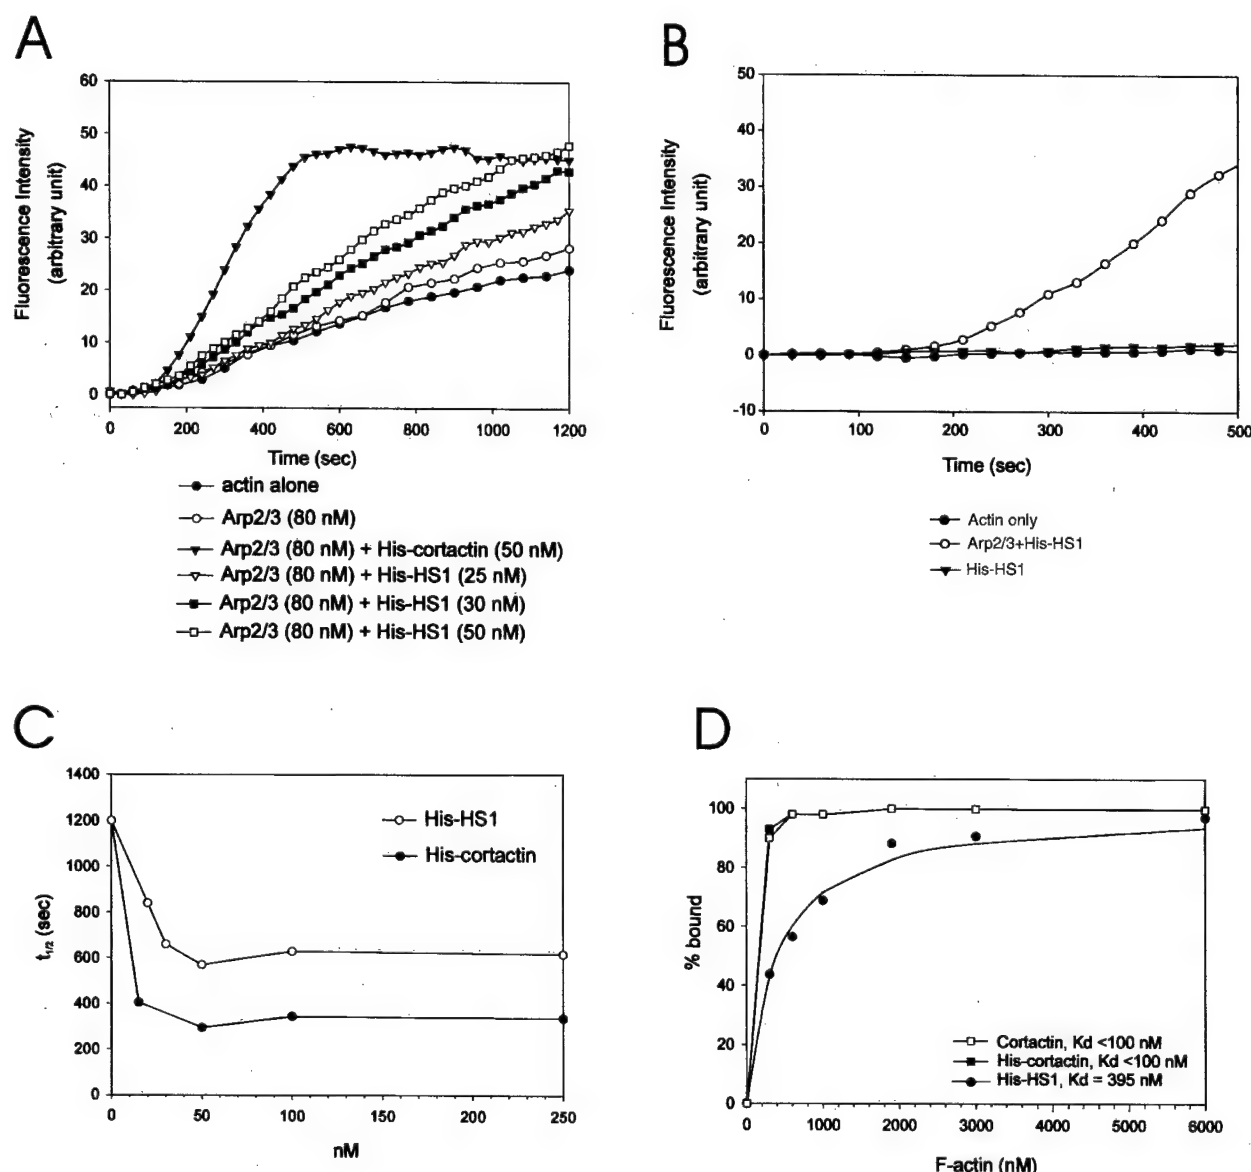 A
Fluorescence Intensity
(arbitrary unit)
60
50
40
30
20
10
0
0 200 400 600 800 1000 1200
Time (sec)
actin alone
Arp2/3 (80 nM)
Arp2/3 (80 nM) + His-cortactin (50 nM)
Arp2/3 (80 nM) + His-HS1 (25 nM)
Arp2/3 (80 nM) + His-HS1 (30 nM)
Arp2/3 (80 nM) + His-HS1 (50 nM)
B
Fluorescence Intensity
(arbitrary unit)
50
40
30
20
10
0
-10
0 100 200 300 400 500
Time (sec)
Actin only
Arp2/3+His-HS1
His-HS1
C
t1/2 (sec)
1400
1200
1000
800
600
400
200
0
His-HS1
His-cortactin
0 50 100 150 200 250
nM
D
% bound
100
80
60
40
20
0
Cortactin, Kd <100 nM
His-cortactin, Kd <100 nM
His-HS1, Kd = 395 nM
0 1000 2000 3000 4000 5000 6000
F-actin (nM)